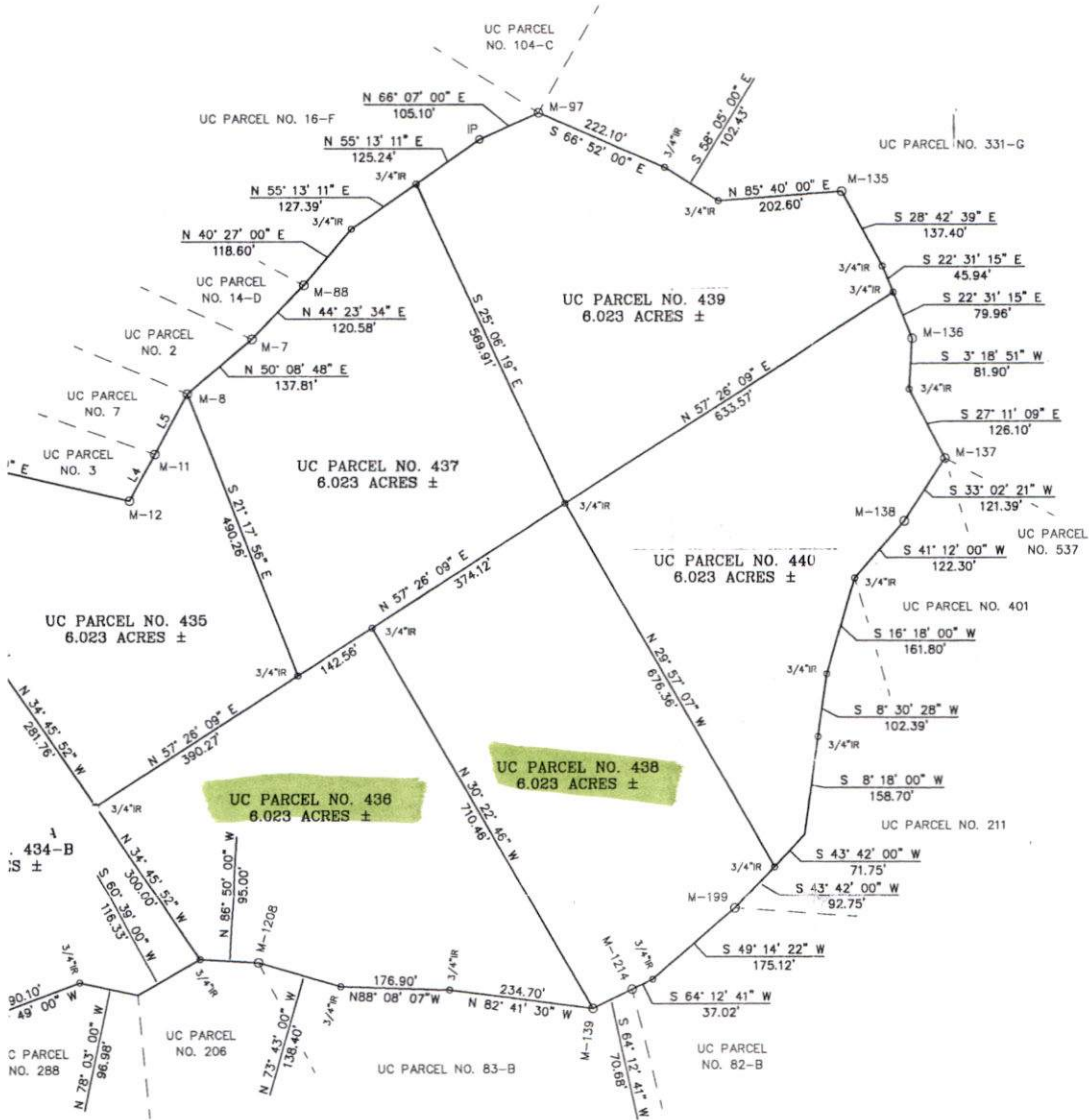 UC PARCEL
NO. 104-C
N 66° 07' 00" E
105.10'
M-97
UC PARCEL NO. 16-F
IP
222.10'
S 66° 52' 00" E
3/4"IR
S 58° 05' 00" E
102.43'
UC PARCEL NO. 331-G
N 55° 13' 11" E
125.24'
3/4"IR
N 85° 40' 00" E
202.60'
3/4"IR
M-135
N 55° 13' 11" E
127.39'
3/4"IR
S 28° 42' 39" E
137.40'
N 40° 27' 00" E
118.60'
3/4"IR
S 22° 31' 15" E
45.94'
UC PARCEL
NO. 14-D
M-88
3/4"IR
S 22° 31' 15" E
79.96'
UC PARCEL NO. 439
6.023 ACRES ±
N 44° 23' 34" E
120.58'
S 25° 06' 19" E
569.91'
M-136
UC PARCEL
NO. 2
M-7
S 3° 18' 51" W
81.90'
N 50° 08' 48" E
137.81'
3/4"IR
N 57° 26' 09" E
633.57'
UC PARCEL
NO. 7
M-8
S 27° 11' 09" E
126.10'
L5
M-11
M-137
UC PARCEL
NO. 3
" E
L4
M-12
UC PARCEL NO. 437
6.023 ACRES ±
S 33° 02' 21" W
121.39'
S 21° 17' 56" E
490.26'
3/4"IR
M-138
UC PARCEL
NO. 537
S 41° 12' 00" W
122.30'
N 57° 26' 09" E
374.12'
UC PARCEL NO. 440
6.023 ACRES ±
3/4"IR
UC PARCEL NO. 401
UC PARCEL NO. 435
6.023 ACRES ±
3/4"IR
S 16° 18' 00" W
161.80'
142.56'
3/4"IR
N 29° 57' 07" W
676.36'
3/4"IR
N 34° 45' 52" W
281.76'
S 8° 30' 28" W
102.39'
N 57° 26' 09" E
390.27'
3/4"IR
N 30° 22' 46" W
710.46'
UC PARCEL NO. 438
6.023 ACRES ±
S 8° 18' 00" W
158.70'
UC PARCEL NO. 436
6.023 ACRES ±
3/4"IR
UC PARCEL NO. 211
434-B
S ±
N 34° 45' 52" W
300.00'
3/4"IR
S 43° 42' 00" W
71.75'
S 60° 39' 00" W
116.33'
N 86° 50' 00" W
95.00'
M-199
S 43° 42' 00" W
92.75'
M-1208
S 49° 14' 22" W
175.12'
3/4"IR
3/4"IR
176.90'
N88° 08' 07"W
3/4"IR
3/4"IR
234.70'
N 82° 41' 30" W
M-1214
3/4"IR
S 64° 12' 41" W
37.02'
90.10'
49' 00" W
N 78° 03' 00" W
96.98'
UC PARCEL
NO. 206
N 73° 43' 00" W
138.40'
M-139
S 64° 12' 41" W
70.68'
C PARCEL
NO. 288
UC PARCEL NO. 83-B
UC PARCEL
NO. 82-B